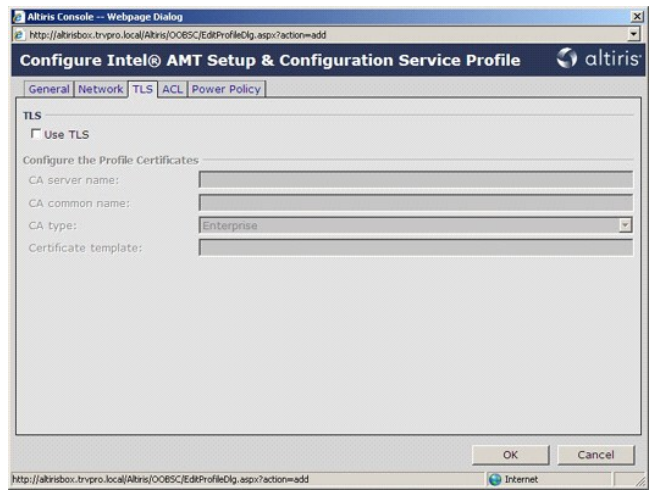 Altiris Console -- Webpage Dialog
http://altirisbox.trvpro.local/Altiris/OOBSC/EditProfileDlg.aspx?action=add
Configure Intel® AMT Setup & Configuration Service Profile altiris
General Network TLS ACL Power Policy
TLS
Use TLS
Configure the Profile Certificates
CA server name:
CA common name:
CA type: Enterprise
Certificate template:
OK Cancel
http://altirisbox.trvpro.local/Altiris/OOBSC/EditProfileDlg.aspx?action=add Internet